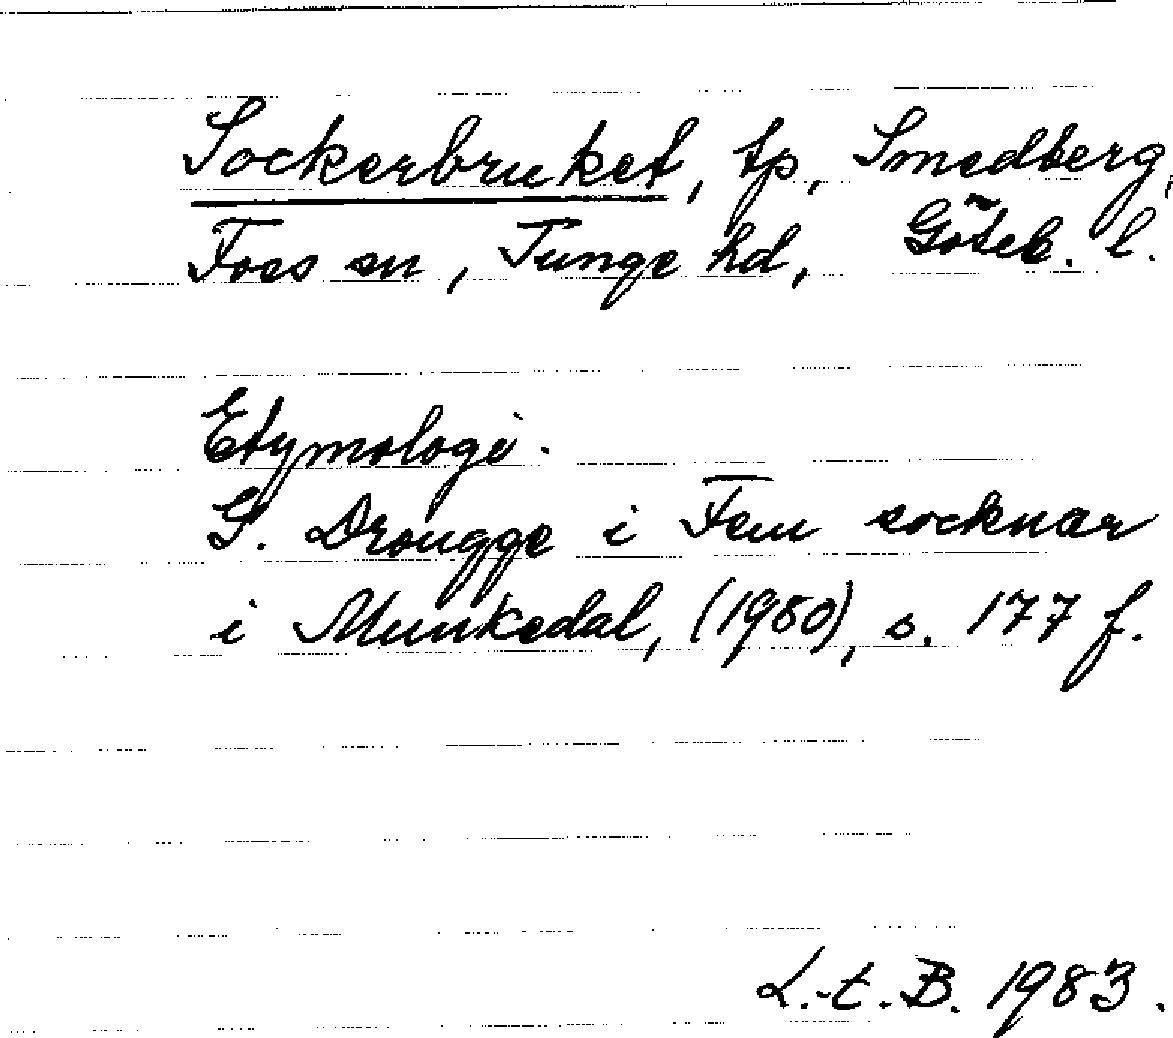 Sockerbruket, tp, Smedberg,
Foss sn, Tunge hd, Göteb. l.
Etymologi.
G. Drougge i Fem socknar
i Munkedal, (1980), s. 177 f.
L.-t. B. 1983.